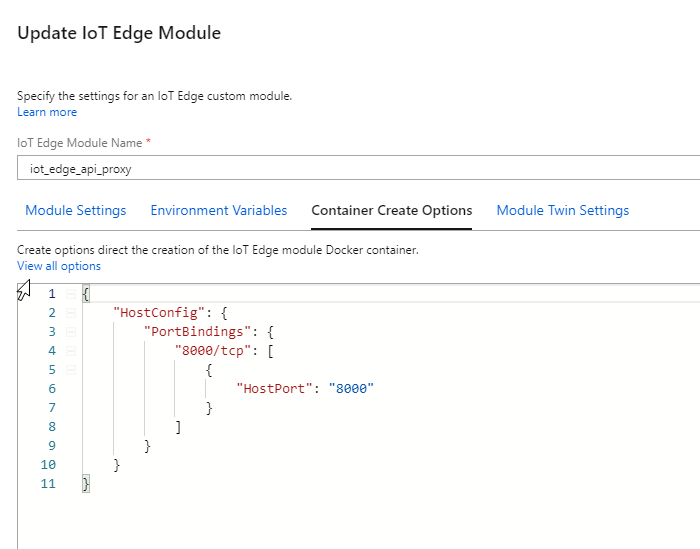 Update IoT Edge Module
Specify the settings for an IoT Edge custom module.
Learn more
IoT Edge Module Name *
iot_edge_api_proxy
Module Settings Environment Variables Container Create Options Module Twin Settings
Create options direct the creation of the IoT Edge module Docker container.
View all options
1 {
2 "HostConfig": {
3 "PortBindings": {
4 "8000/tcp": [
5 {
6 "HostPort": "8000"
7 }
8 ]
9 }
10 }
11 }